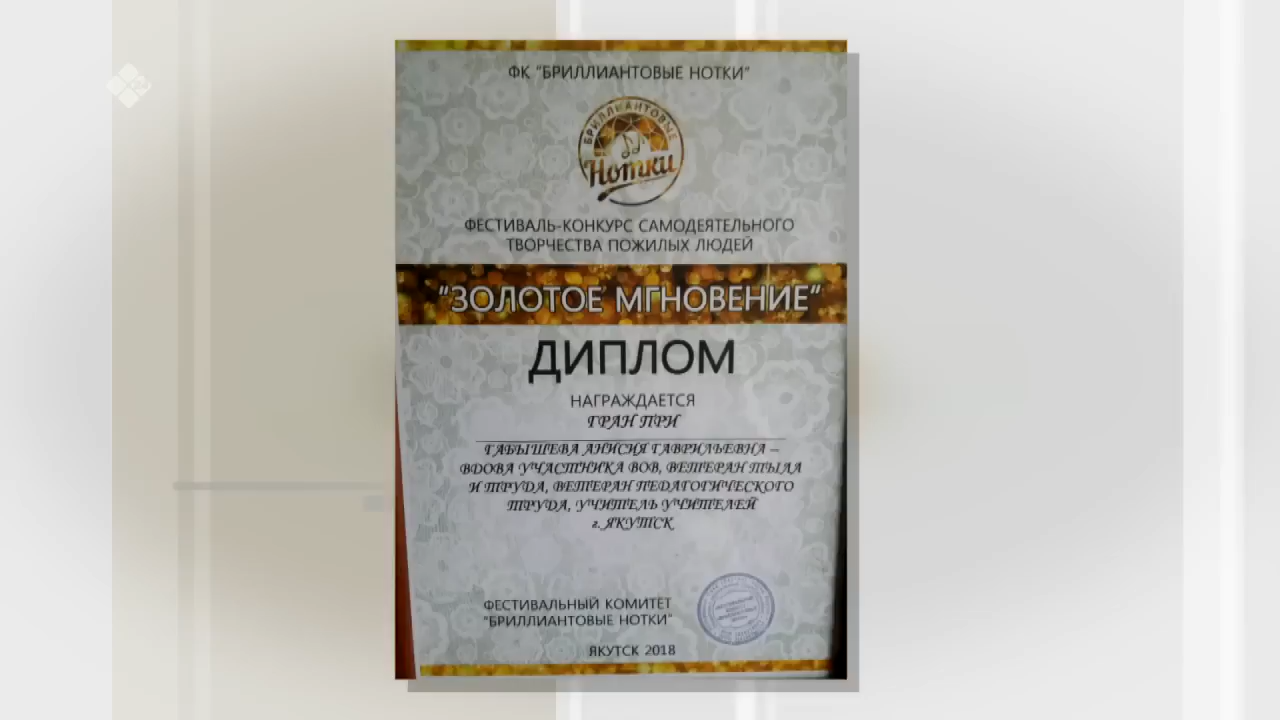 ФК "БРИЛЛИАНТОВЫЕ НОТКИ"
БРИЛЛИАНТОВЫЕ
Нотки
ФЕСТИВАЛЬ-КОНКУРС САМОДЕЯТЕЛЬНОГО
ТВОРЧЕСТВА ПОЖИЛЫХ ЛЮДЕЙ
"ЗОЛОТОЕ МГНОВЕНИЕ"
ДИПЛОМ
НАГРАЖДАЕТСЯ
ГРАН ПРИ
ГАБЫШЕВА АНИСИЯ ГАВРИЛЬЕВНА –
ВДОВА УЧАСТНИКА ВОВ, ВЕТЕРАН ТЫЛА
И ТРУДА, ВЕТЕРАН ПЕДАГОГИЧЕСКОГО
ТРУДА, УЧИТЕЛЬ УЧИТЕЛЕЙ
г. ЯКУТСК
ФЕСТИВАЛЬНЫЙ КОМИТЕТ
"БРИЛЛИАНТОВЫЕ НОТКИ"
ЯКУТСК 2018